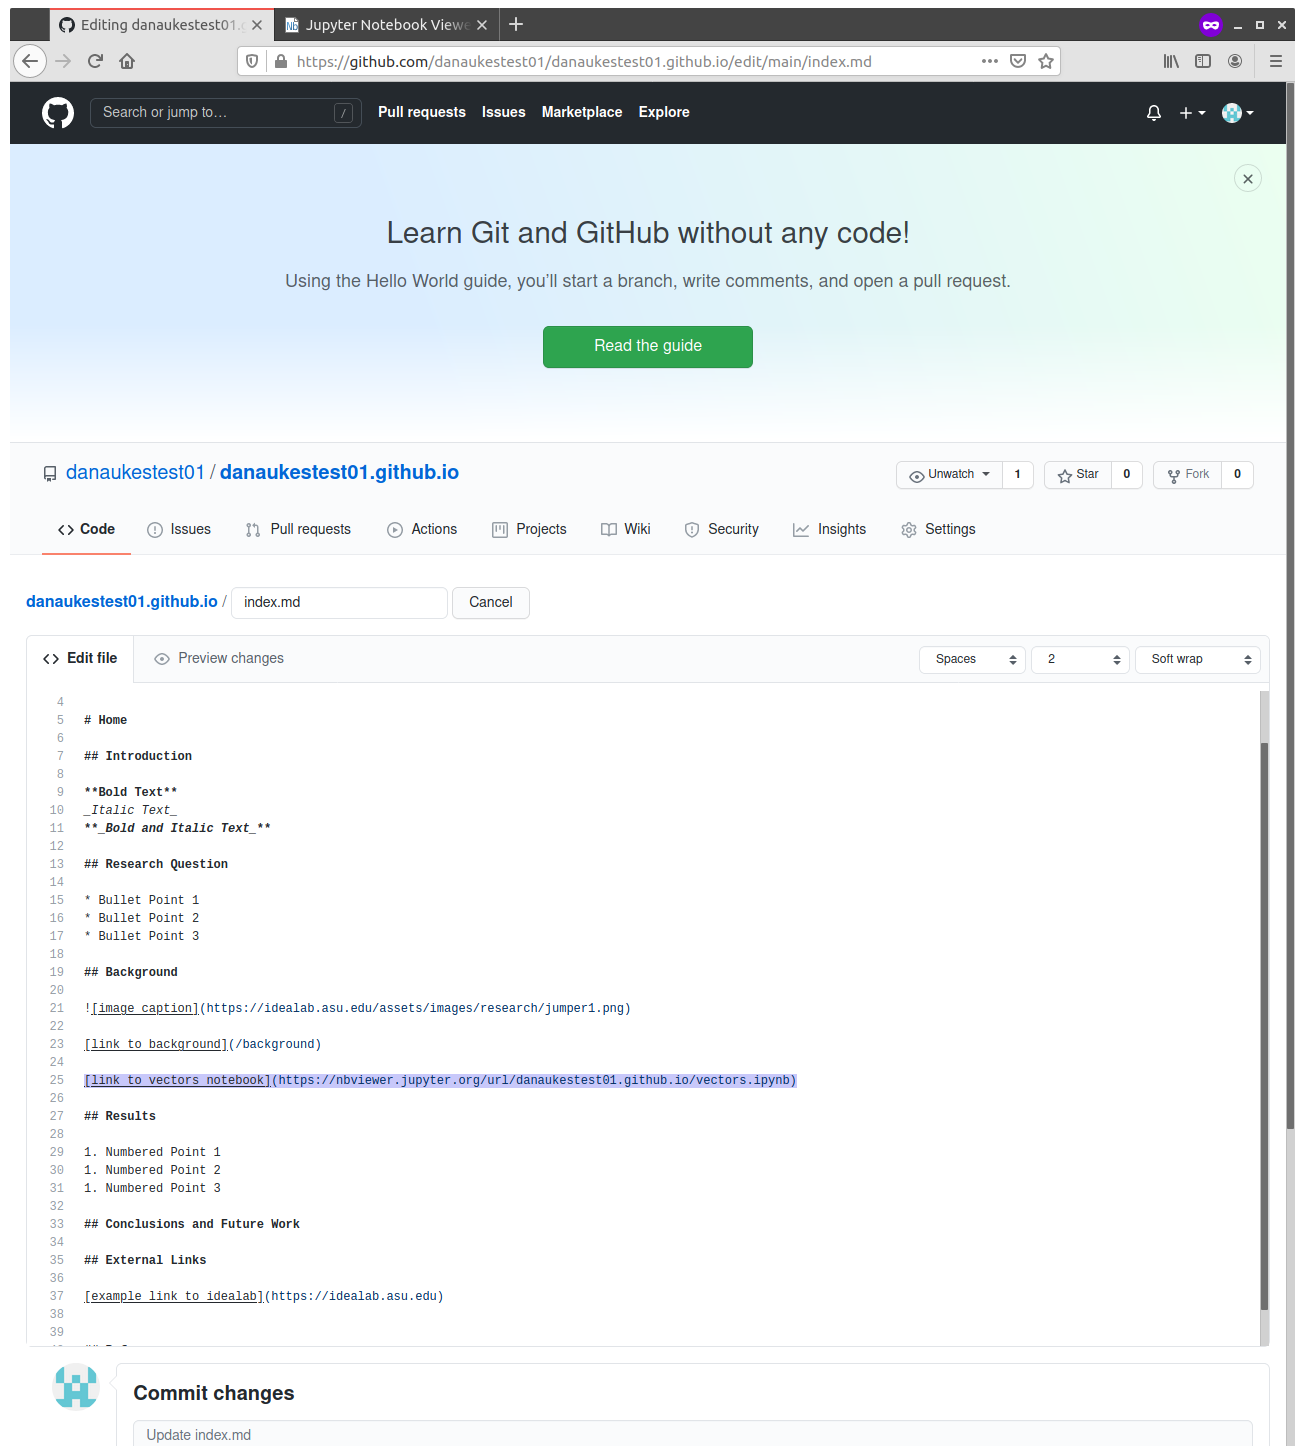 Editing danaukestest01.g
Jupyter Notebook Viewe
https://github.com/danaukestest01/danaukestest01.github.io/edit/main/index.md
Search or jump to… /
Pull requests Issues Marketplace Explore
Learn Git and GitHub without any code!
Using the Hello World guide, you’ll start a branch, write comments, and open a pull request.
Read the guide
danaukestest01 / danaukestest01.github.io
Unwatch 1 Star 0 Fork 0
Code Issues Pull requests Actions Projects Wiki Security Insights Settings
danaukestest01.github.io / index.md Cancel
Edit file Preview changes Spaces 2 Soft wrap
4
5 # Home
6
7 ## Introduction
8
9 **Bold Text**
10 _Italic Text_
11 **_Bold and Italic Text_**
12
13 ## Research Question
14
15 * Bullet Point 1
16 * Bullet Point 2
17 * Bullet Point 3
18
19 ## Background
20
21 ![image caption](https://idealab.asu.edu/assets/images/research/jumper1.png)
22
23 [link to background](/background)
24
25 [link to vectors notebook](https://nbviewer.jupyter.org/url/danaukestest01.github.io/vectors.ipynb)
26
27 ## Results
28
29 1. Numbered Point 1
30 1. Numbered Point 2
31 1. Numbered Point 3
32
33 ## Conclusions and Future Work
34
35 ## External Links
36
37 [example link to idealab](https://idealab.asu.edu)
38
39
Commit changes
Update index.md